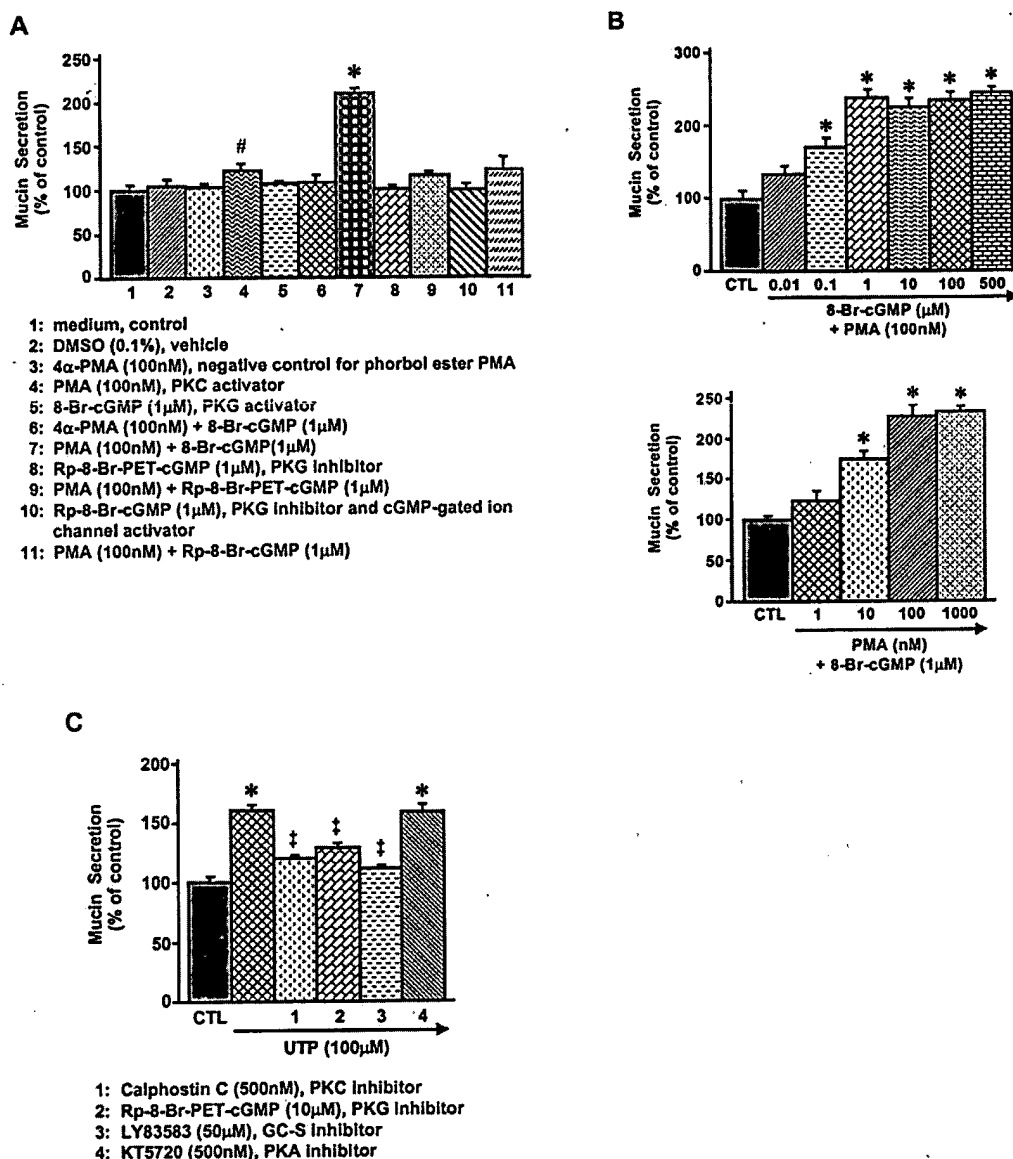 A
Mucin Secretion
(% of control)
250
200
150
100
50
0
#
*
1 2 3 4 5 6 7 8 9 10 11
1: medium, control
2: DMSO (0.1%), vehicle
3: 4α-PMA (100nM), negative control for phorbol ester PMA
4: PMA (100nM), PKC activator
5: 8-Br-cGMP (1μM), PKG activator
6: 4α-PMA (100nM) + 8-Br-cGMP (1μM)
7: PMA (100nM) + 8-Br-cGMP(1μM)
8: Rp-8-Br-PET-cGMP (1μM), PKG inhibitor
9: PMA (100nM) + Rp-8-Br-PET-cGMP (1μM)
10: Rp-8-Br-cGMP (1μM), PKG inhibitor and cGMP-gated ion
channel activator
11: PMA (100nM) + Rp-8-Br-cGMP (1μM)
B
Mucin Secretion
(% of control)
300
200
100
0
* * * * *
CTL 0.01 0.1 1 10 100 500
8-Br-cGMP (μM)
+ PMA (100nM)
Mucin Secretion
(% of control)
250
200
150
100
50
0
* * *
CTL 1 10 100 1000
PMA (nM)
+ 8-Br-cGMP (1μM)
C
Mucin Secretion
(% of control)
200
150
100
50
0
* ‡ ‡ ‡ *
CTL 1 2 3 4
UTP (100μM)
1: Calphostin C (500nM), PKC inhibitor
2: Rp-8-Br-PET-cGMP (10μM), PKG inhibitor
3: LY83583 (50μM), GC-S inhibitor
4: KT5720 (500nM), PKA inhibitor